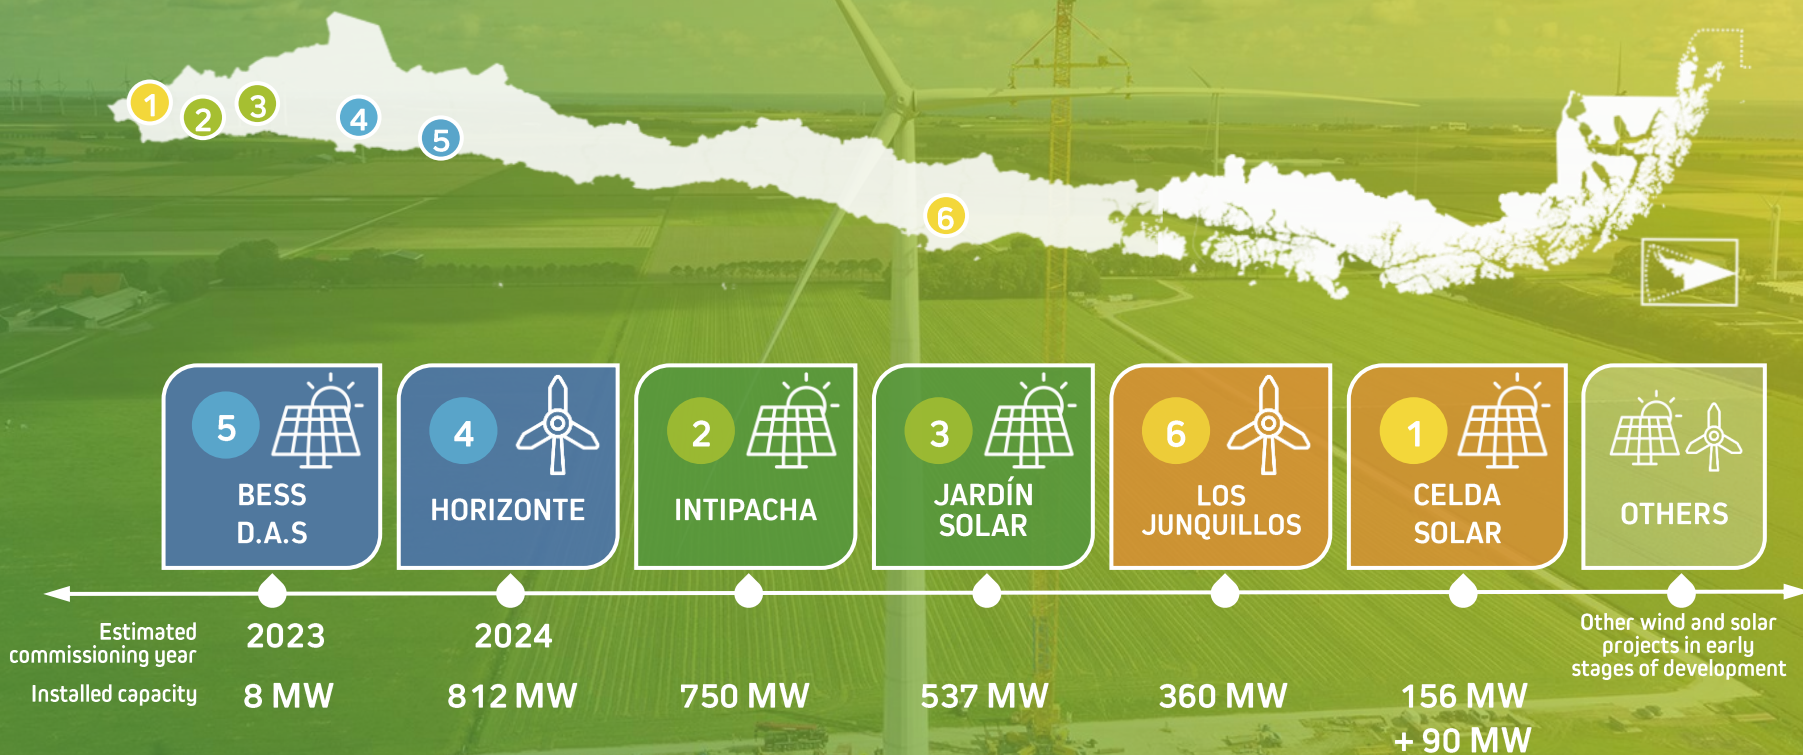 1
2
3
4
5
6
5
BESS
D.A.S
4
HORIZONTE
2
INTIPACHA
3
JARDÍN
SOLAR
6
LOS
JUNQUILLOS
1
CELDA
SOLAR
OTHERS
Estimated
commissioning year
2023
2024
Other wind and solar
projects in early
stages of development
Installed capacity
8 MW
812 MW
750 MW
537 MW
360 MW
156 MW
+ 90 MW